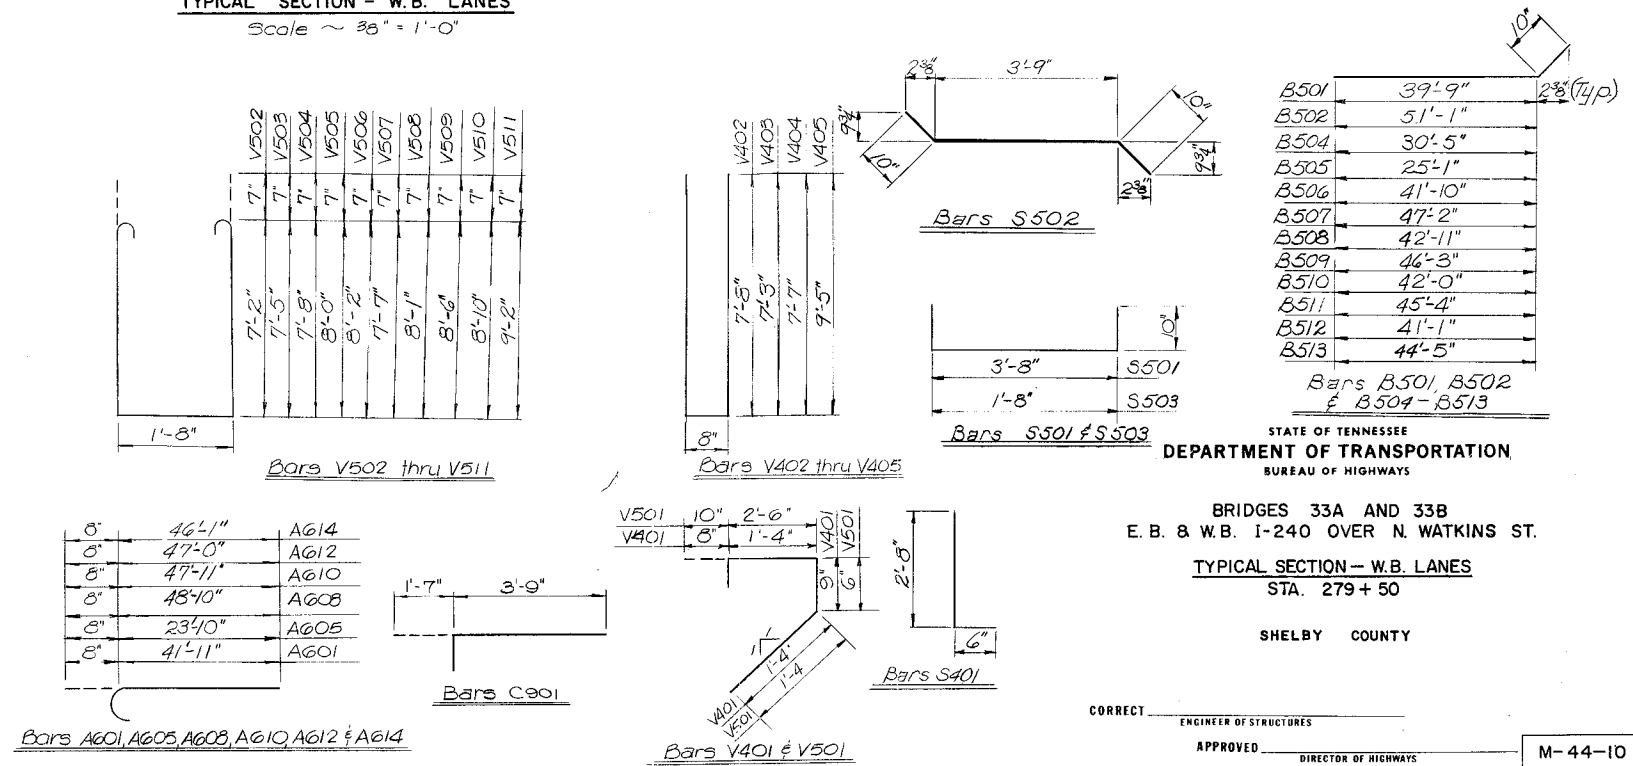 TYPICAL SECTION - W.B. LANES
Scale ~ 3/8" = 1'-0"
V502 V503 V504 V505 V506 V507 V508 V509 V510 V511
7" 7" 7" 7" 7" 7" 7" 7" 7" 7"
7'-2" 7'-5" 7'-8" 8'-0" 8'-2" 7'-7" 8'-1" 8'-6" 8'-10" 9'-2"
1'-8"
Bars V502 thru V511
V402 V403 V404 V405
7'-8" 7'-3" 7'-7" 9'-5"
8"
Bars V402 thru V405
2 3/8" 3'-9"
9 3/4" 10" 10" 9 3/4"
2 3/8"
Bars S502
10"
3'-8" S501
1'-8" S503
Bars S501 & S503
10"
B501 39'-9" 2 3/8" (Typ.)
B502 51'-1"
B504 30'-5"
B505 25'-1"
B506 41'-10"
B507 47'-2"
B508 42'-11"
B509 46'-3"
B510 42'-0"
B511 45'-4"
B512 41'-1"
B513 44'-5"
Bars B501, B502
& B504-B513
8" 46'-1" A614
8" 47'-0" A612
8" 47'-11" A610
8" 48'-10" A608
8" 23'-10" A605
8" 41'-11" A601
Bars A601, A605, A608, A610, A612 & A614
1'-7" 3'-9"
Bars C901
V501 10" 2'-6"
V401 8" 1'-4"
V401 V501
9" 6"
1
1
1'-4"
1'-4
V401
V501
Bars V401 & V501
2'-8"
6"
Bars S401
STATE OF TENNESSEE
DEPARTMENT OF TRANSPORTATION
BUREAU OF HIGHWAYS
BRIDGES 33A AND 33B
E.B. & W.B. I-240 OVER N. WATKINS ST.
TYPICAL SECTION - W.B. LANES
STA. 279 + 50
SHELBY COUNTY
CORRECT
ENGINEER OF STRUCTURES
APPROVED
DIRECTOR OF HIGHWAYS
M-44-10